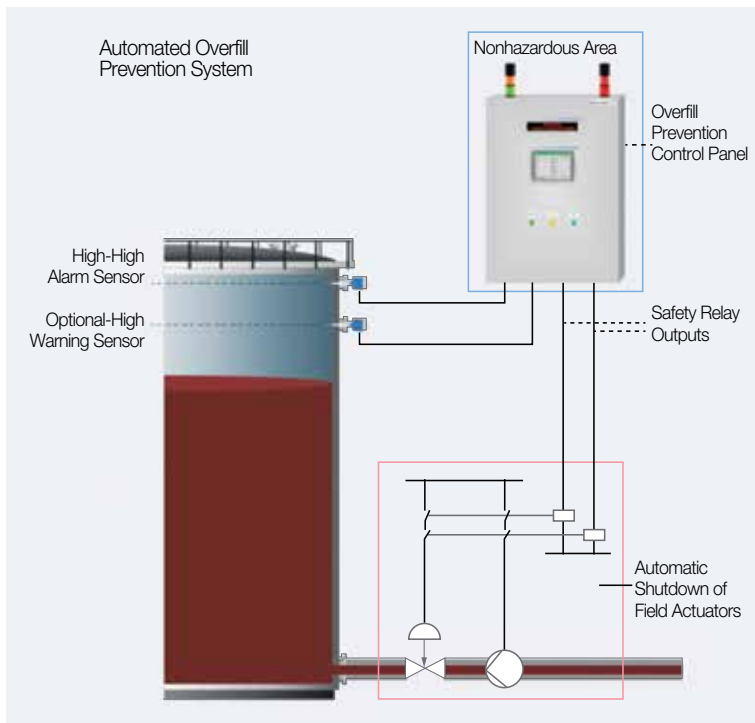 Automated Overfill
Prevention System
Nonhazardous Area
Overfill
Prevention
Control Panel
High-High
Alarm Sensor
Optional-High
Warning Sensor
Safety Relay
Outputs
Automatic
Shutdown of
Field Actuators